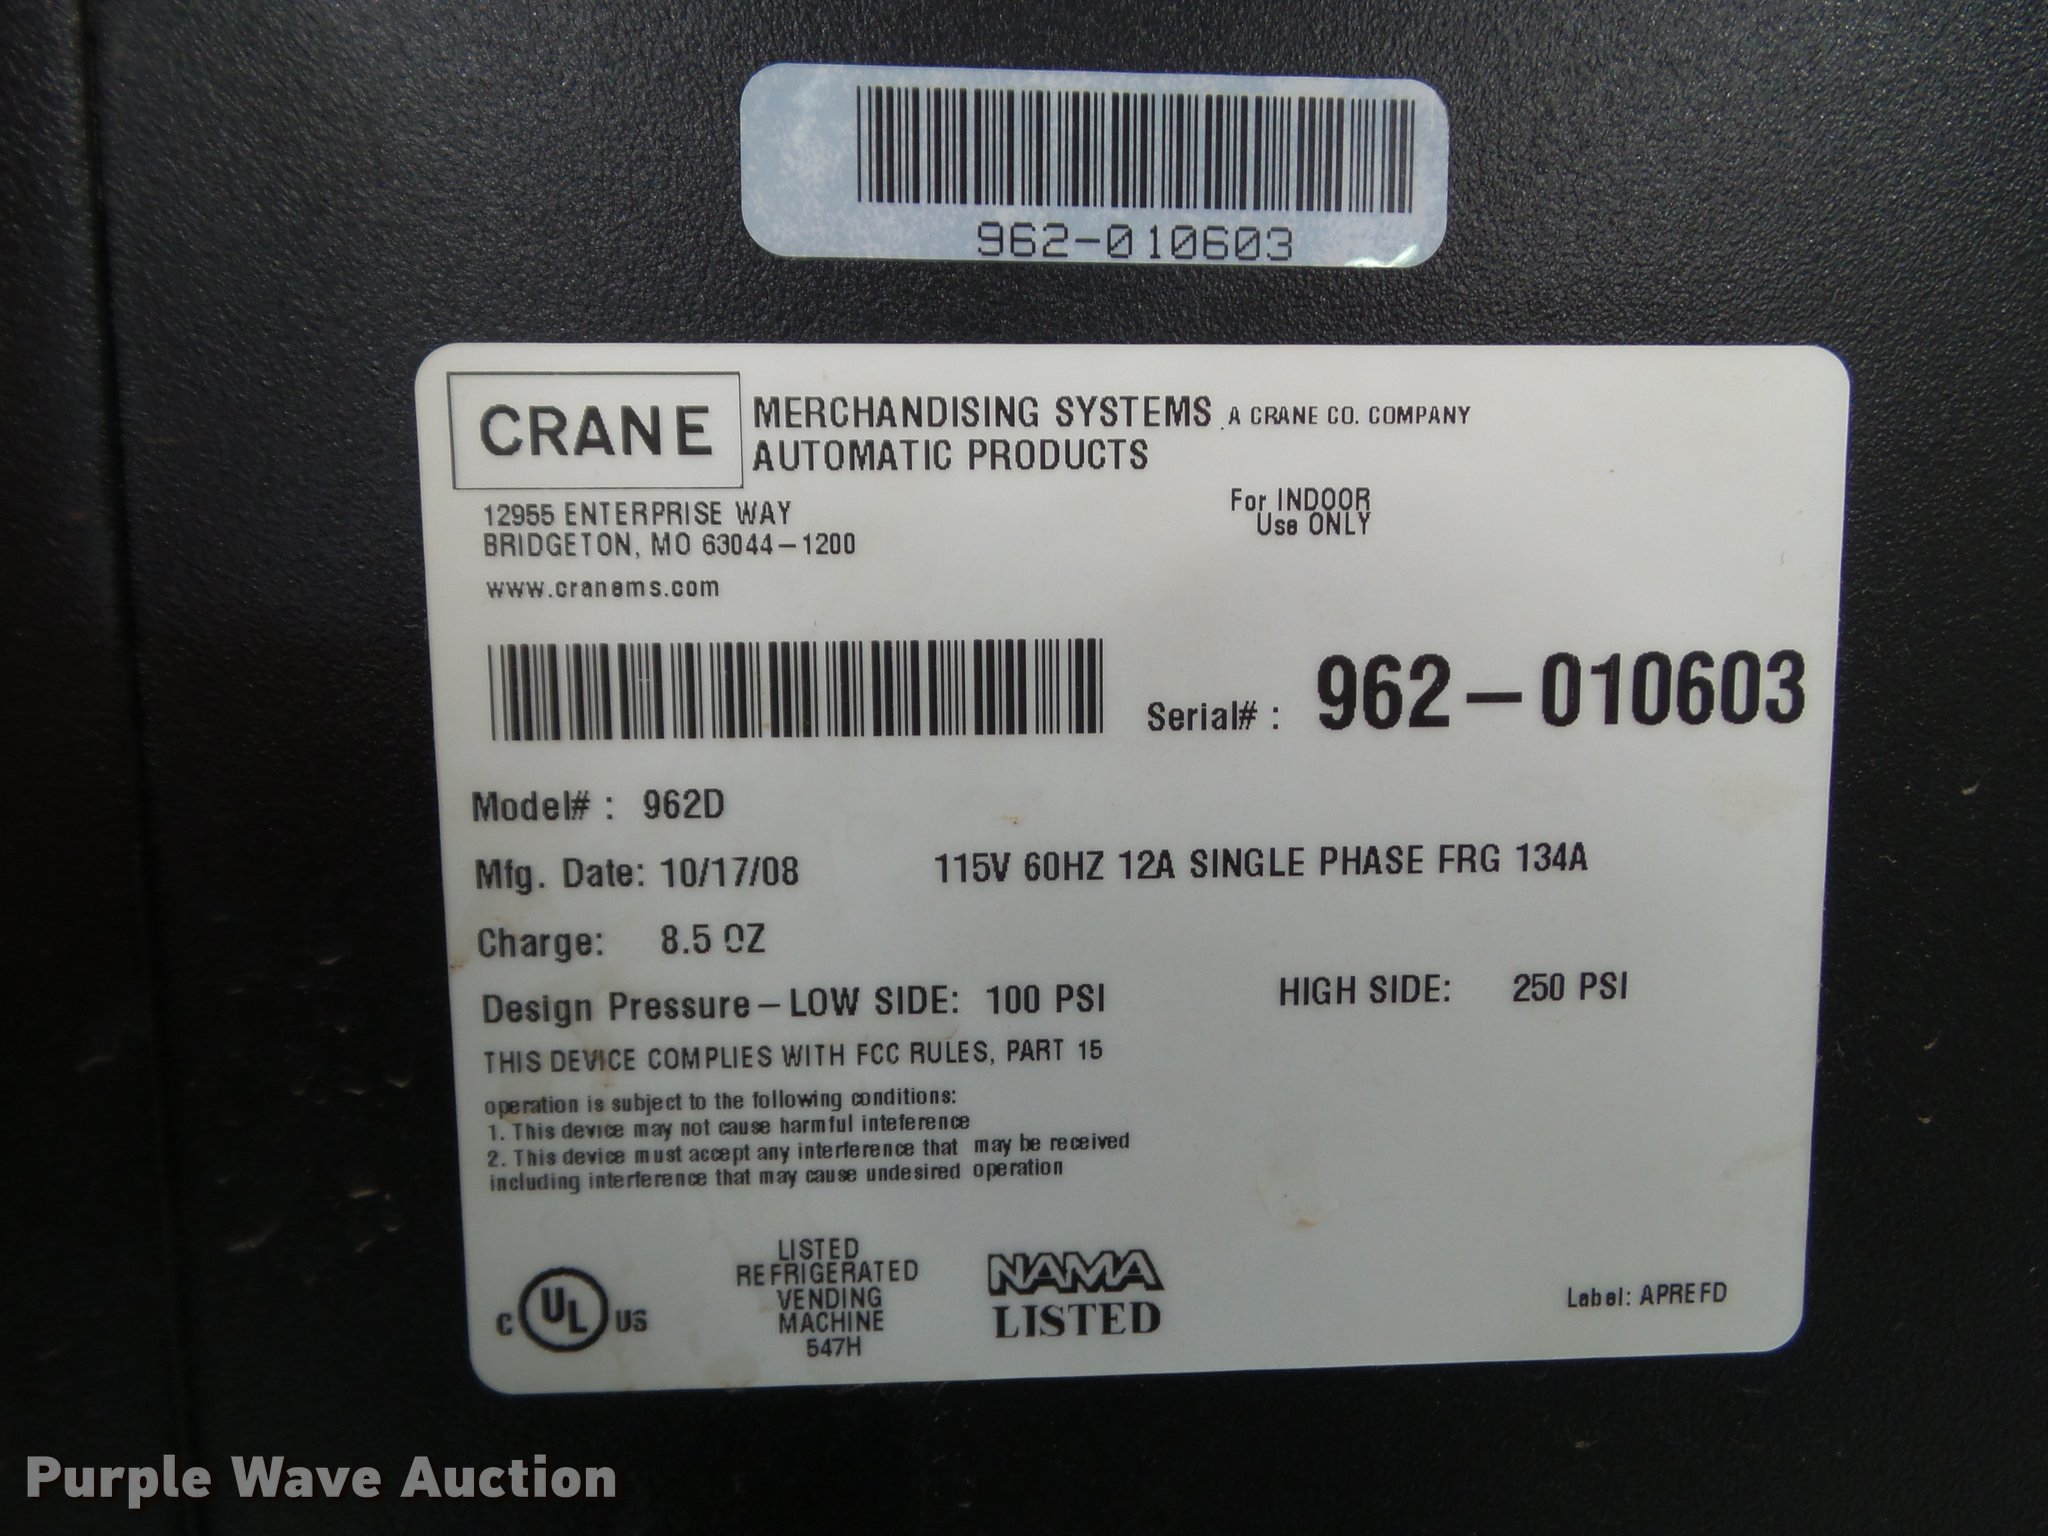 962-010603
CRANE
MERCHANDISING SYSTEMS A CRANE CO. COMPANY
AUTOMATIC PRODUCTS
12955 ENTERPRISE WAY
BRIDGETON, MO 63044-1200
www.cranems.com
For INDOOR
Use ONLY
Serial# : 962-010603
Model# : 962D
Mfg. Date: 10/17/08 115V 60HZ 12A SINGLE PHASE FRG 134A
Charge: 8.5 OZ
Design Pressure-LOW SIDE: 100 PSI HIGH SIDE: 250 PSI
THIS DEVICE COMPLIES WITH FCC RULES, PART 15
operation is subject to the following conditions:
1. This device may not cause harmful inteference
2. This device must accept any interference that may be received
including interference that may cause undesired operation
C UL US
LISTED
REFRIGERATED
VENDING
MACHINE
547H
NAMA
LISTED
Label: APREFD
Purple Wave Auction